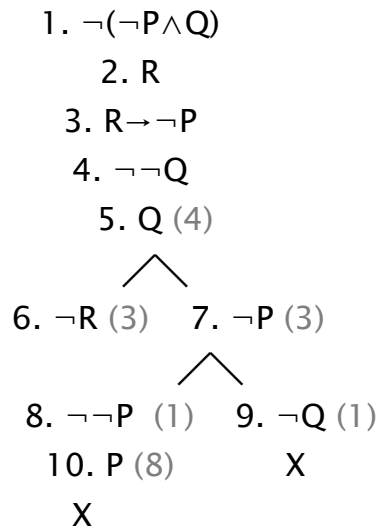 1. ¬(¬P∧Q)
2. R
3. R→¬P
4. ¬¬Q
5. Q (4)
6. ¬R (3) 7. ¬P (3)
8. ¬¬P (1) 9. ¬Q (1)
10. P (8) X
X